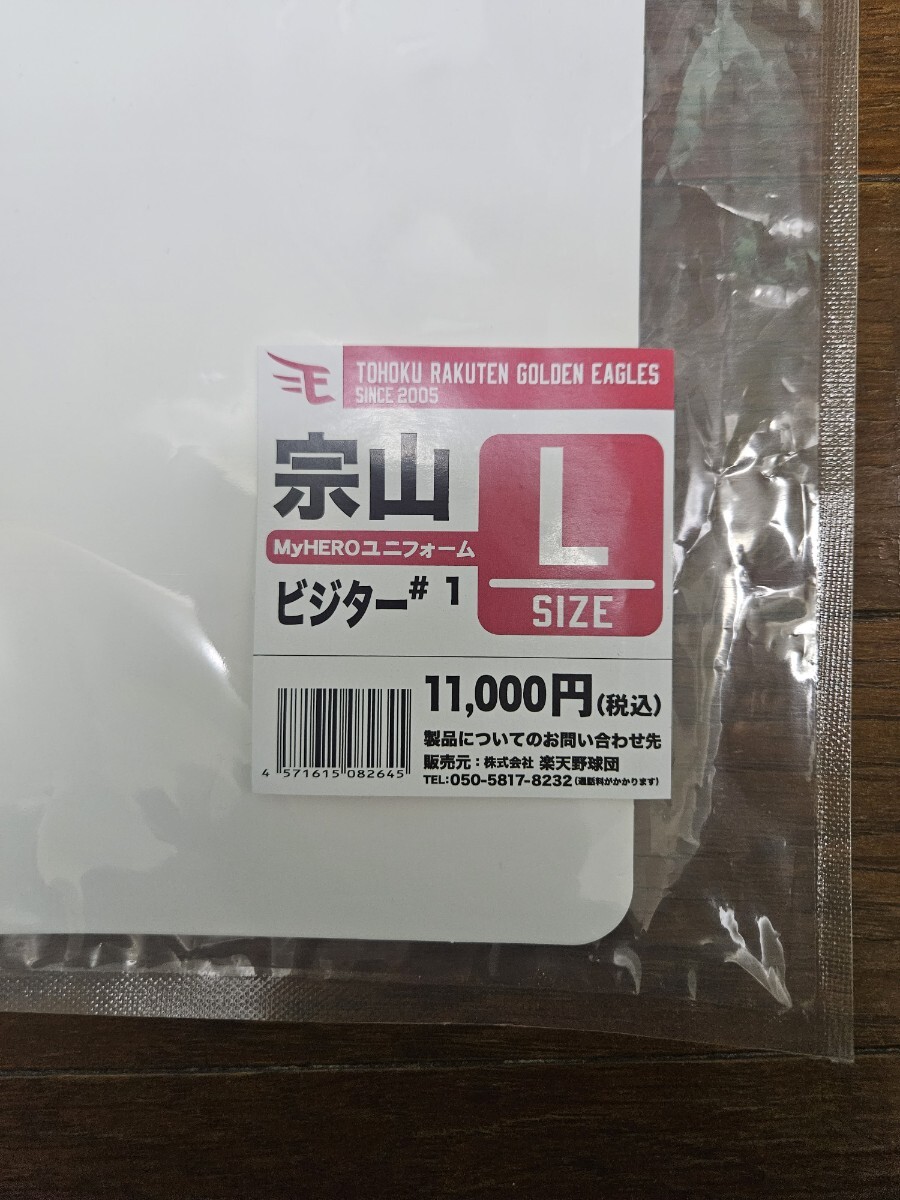 TOHOKU RAKUTEN GOLDEN EAGLES
SINCE 2005
宗山
MyHEROユニフォーム
ビジター#1
L
SIZE
11,000円(税込)
製品についてのお問い合わせ先
販売元:株式会社 楽天野球団
TEL:050-5817-8232(通話料がかかります)
4 571615 082645